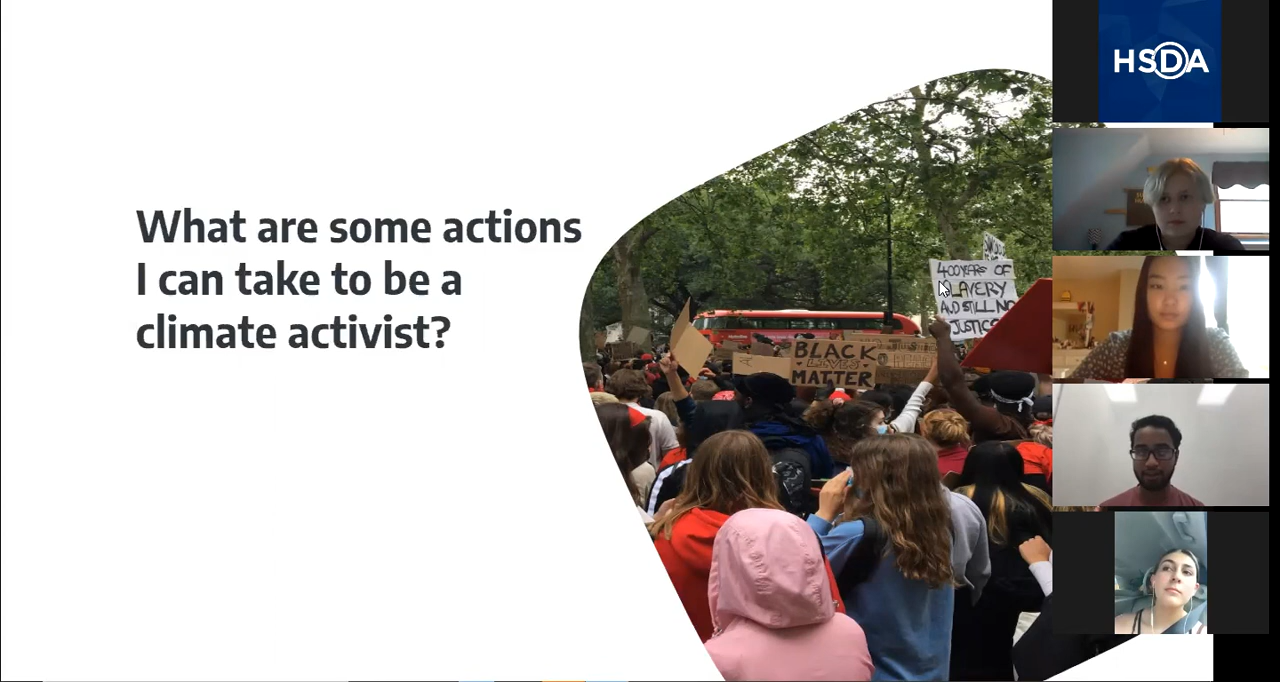 What are some actions
I can take to be a
climate activist?
HSDA
400 YEARS OF
SLAVERY
AND STILL NO
JUSTICE
BLACK
LIVES
MATTER